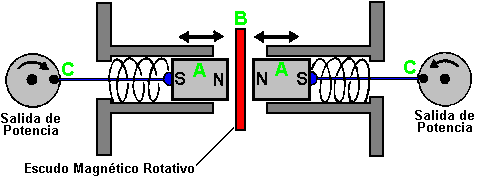 B
A
A
C
C
S
N
N
S
Salida de
Potencia
Salida de
Potencia
Escudo Magnético Rotativo